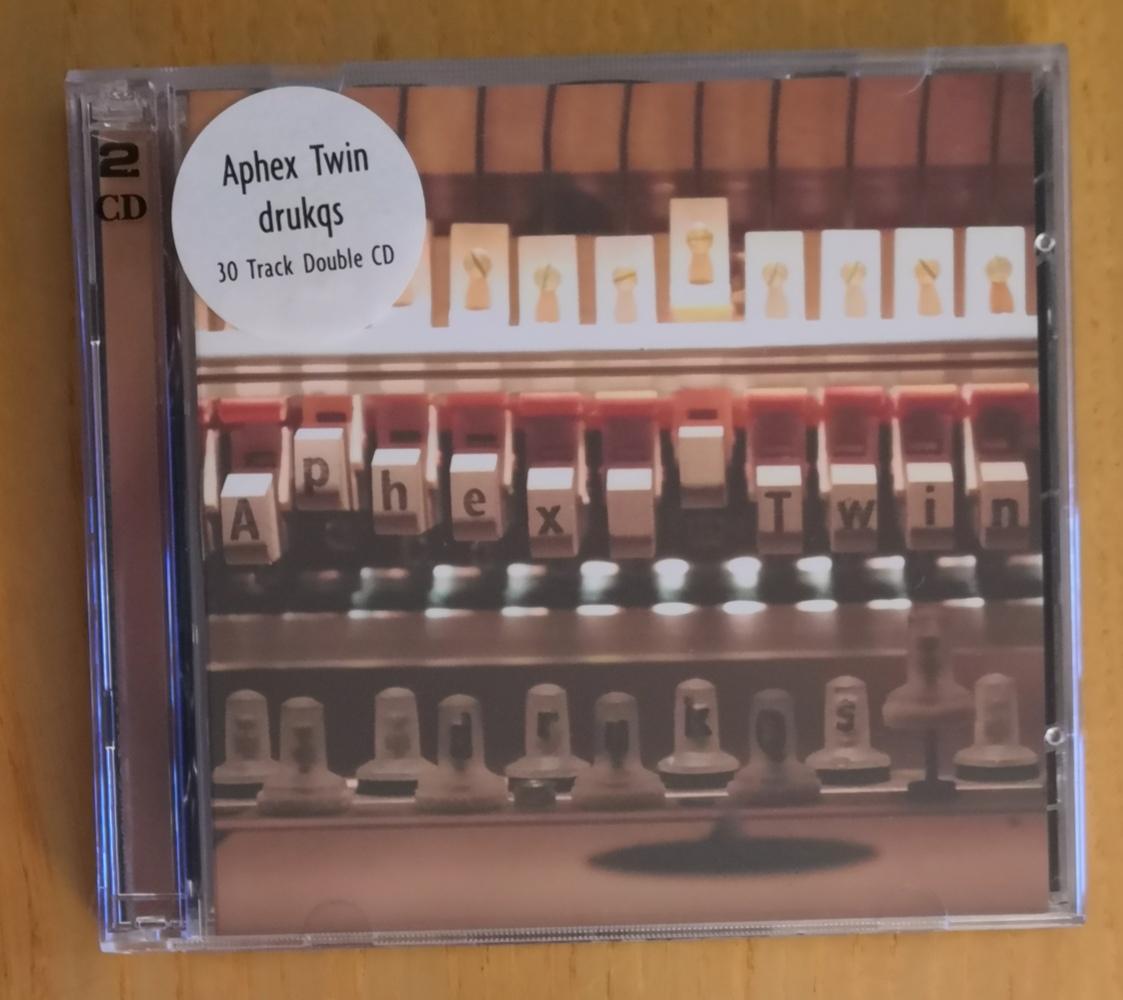 2
CD
Aphex Twin
drukqs
30 Track Double CD
A p h e x T w i n
d r u k q s